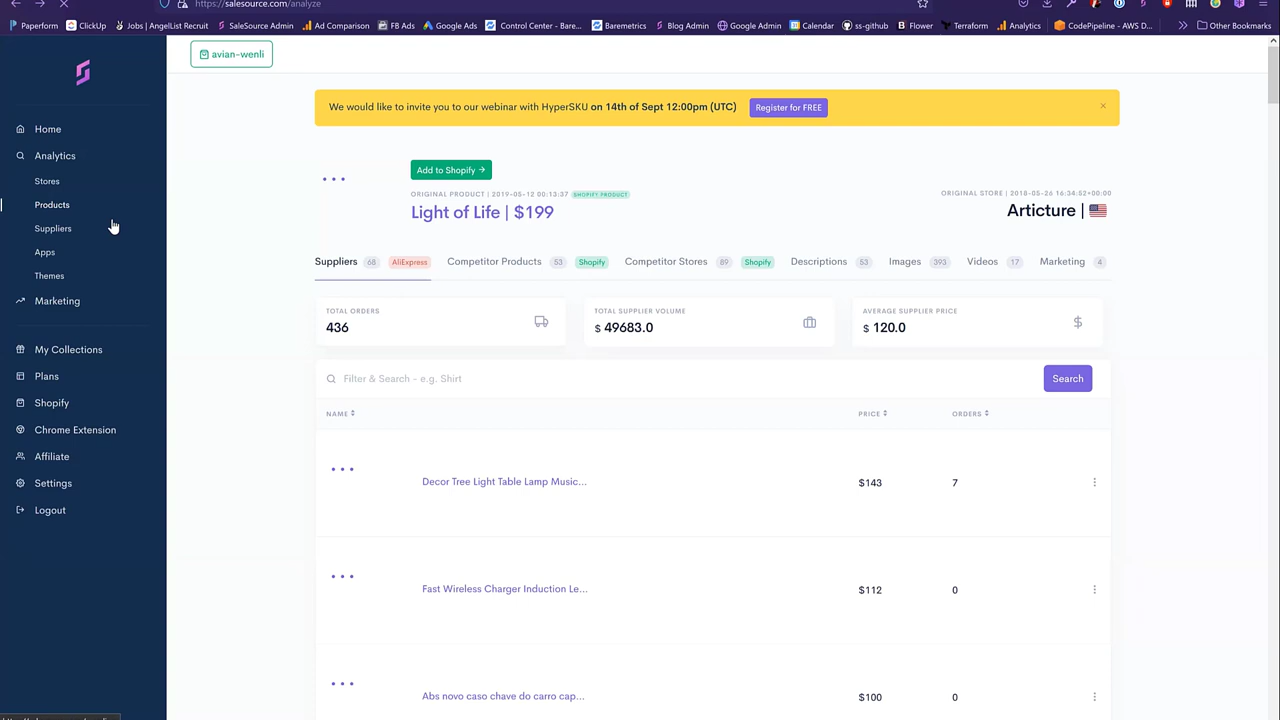 https://salesource.com/analyze
Paperform
ClickUp
Jobs | AngelList Recruit
SaleSource Admin
Ad Comparison
FB Ads
Google Ads
Control Center - Bare...
Baremetrics
Blog Admin
Google Admin
Calendar
ss-github
Flower
Terraform
Analytics
CodePipeline - AWS D...
Other Bookmarks
avian-wenli
We would like to invite you to our webinar with HyperSKU on 14th of Sept 12:00pm (UTC)
Register for FREE
Home
Analytics
Stores
Products
Suppliers
Apps
Themes
Marketing
My Collections
Plans
Shopify
Chrome Extension
Affiliate
Settings
Logout
Add to Shopify →
ORIGINAL PRODUCT | 2019-05-12 00:13:37 SHOPIFY PRODUCT
Light of Life | $199
ORIGINAL STORE | 2018-05-26 16:34:52+00:00
Articture |
Suppliers 68 AliExpress
Competitor Products 53 Shopify
Competitor Stores 89 Shopify
Descriptions 53
Images 393
Videos 17
Marketing 4
TOTAL ORDERS
436
TOTAL SUPPLIER VOLUME
$ 49683.0
AVERAGE SUPPLIER PRICE
$ 120.0
Filter & Search - e.g. Shirt
Search
NAME PRICE ORDERS
Decor Tree Light Table Lamp Music... $143 7
Fast Wireless Charger Induction Le... $112 0
Abs novo caso chave do carro cap... $100 0